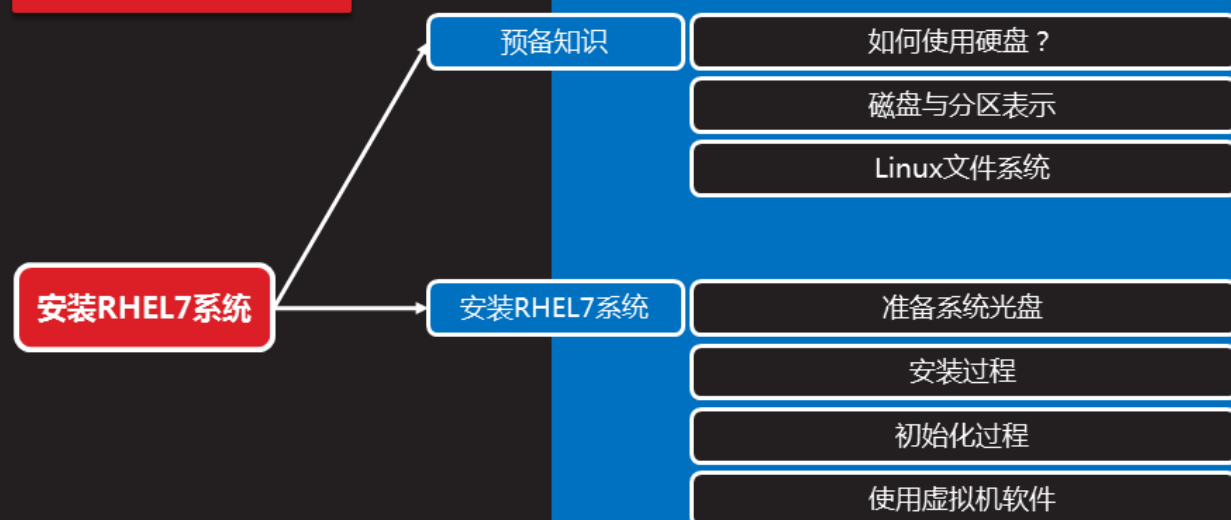 预备知识
如何使用硬盘？
磁盘与分区表示
Linux文件系统
安装RHEL7系统
安装RHEL7系统
准备系统光盘
安装过程
初始化过程
使用虚拟机软件